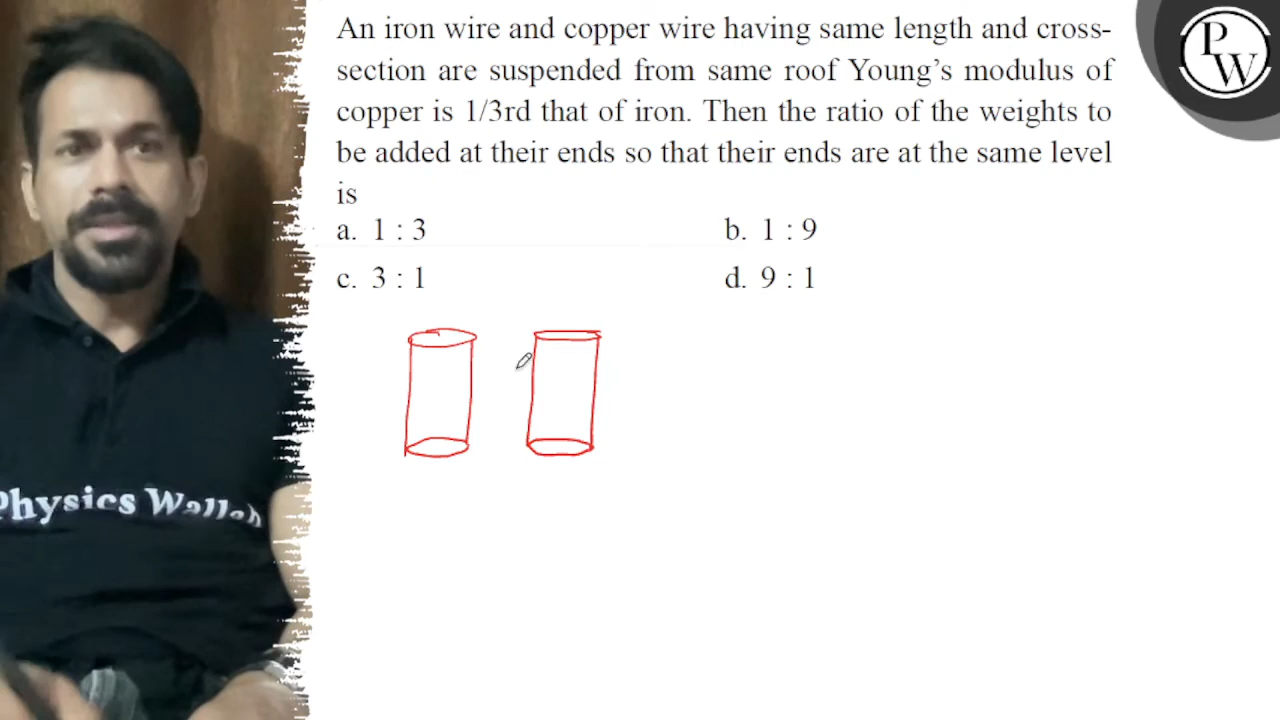 An iron wire and copper wire having same length and cross-
section are suspended from same roof Young's modulus of
copper is 1/3rd that of iron. Then the ratio of the weights to
be added at their ends so that their ends are at the same level
is
a. 1 : 3 b. 1 : 9
c. 3 : 1 d. 9 : 1
P
W
Physics Wallah